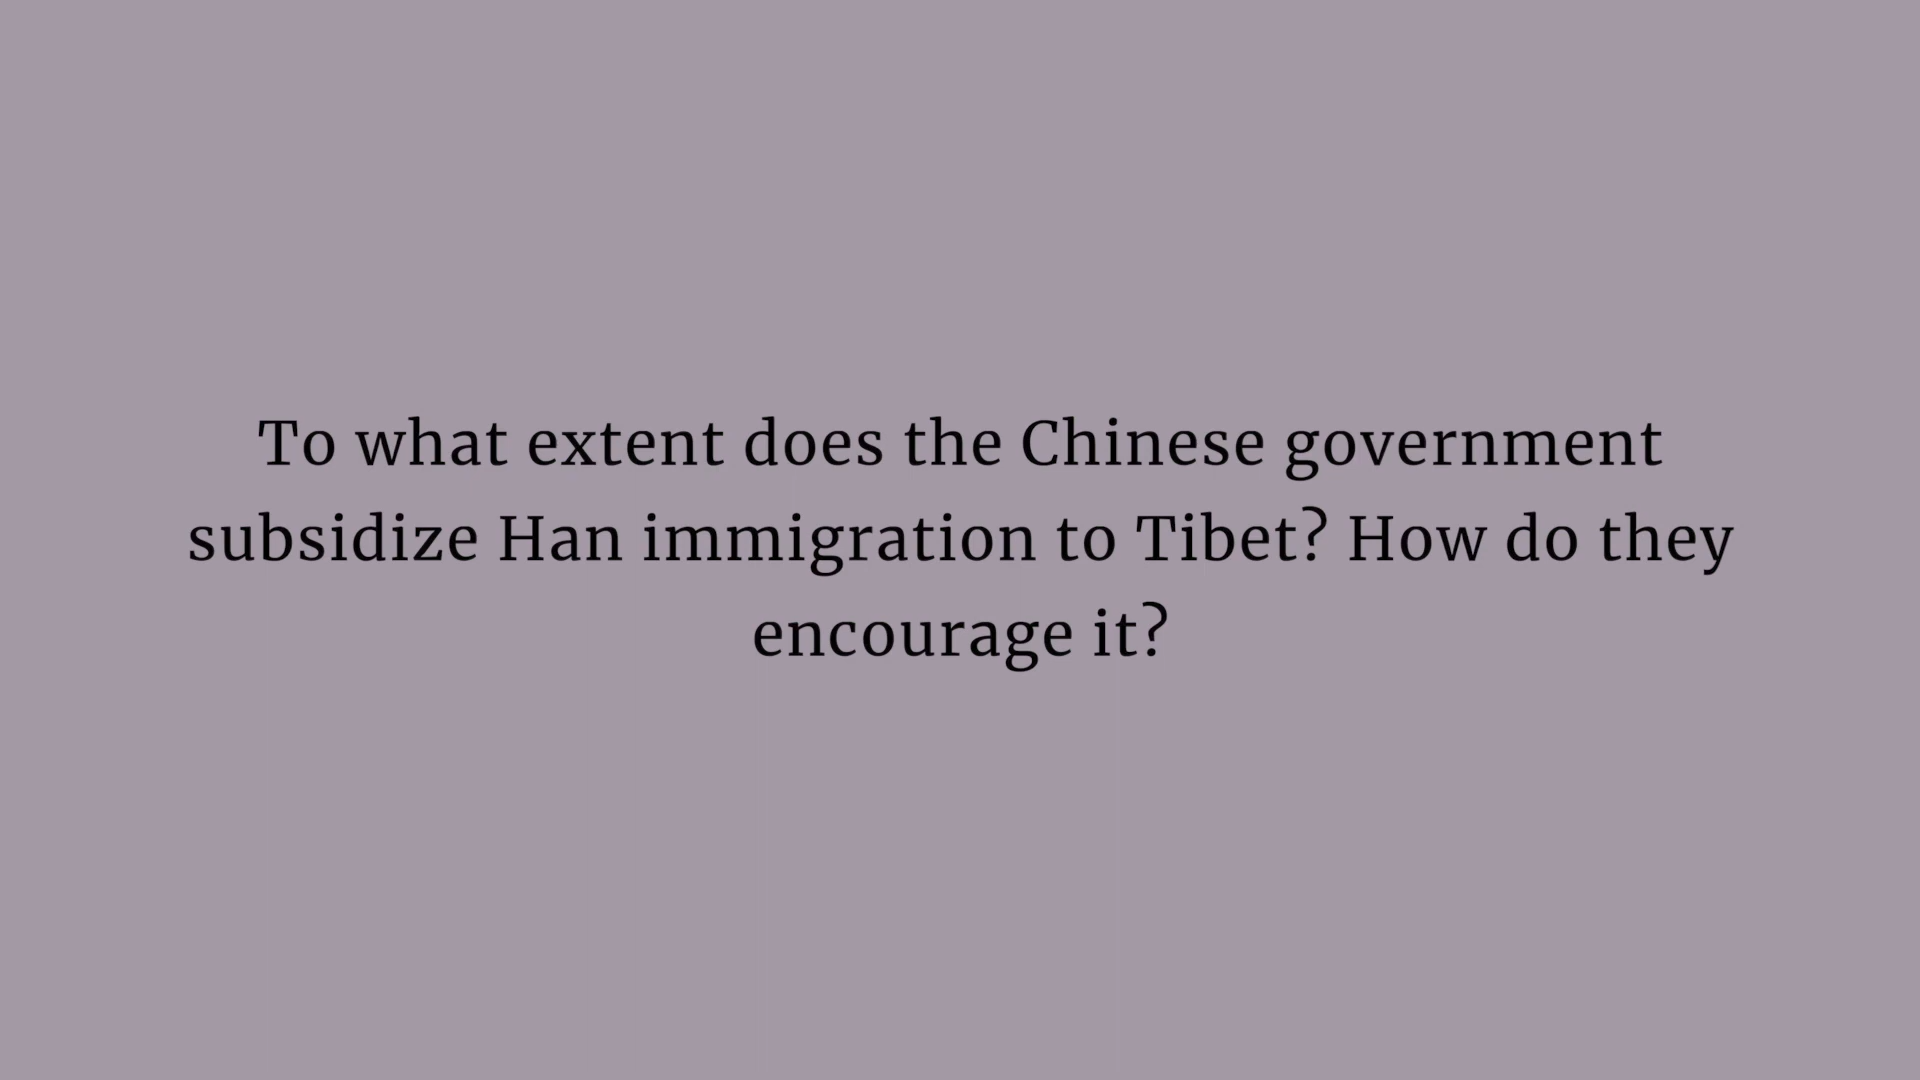 To what extent does the Chinese government
subsidize Han immigration to Tibet? How do they
encourage it?